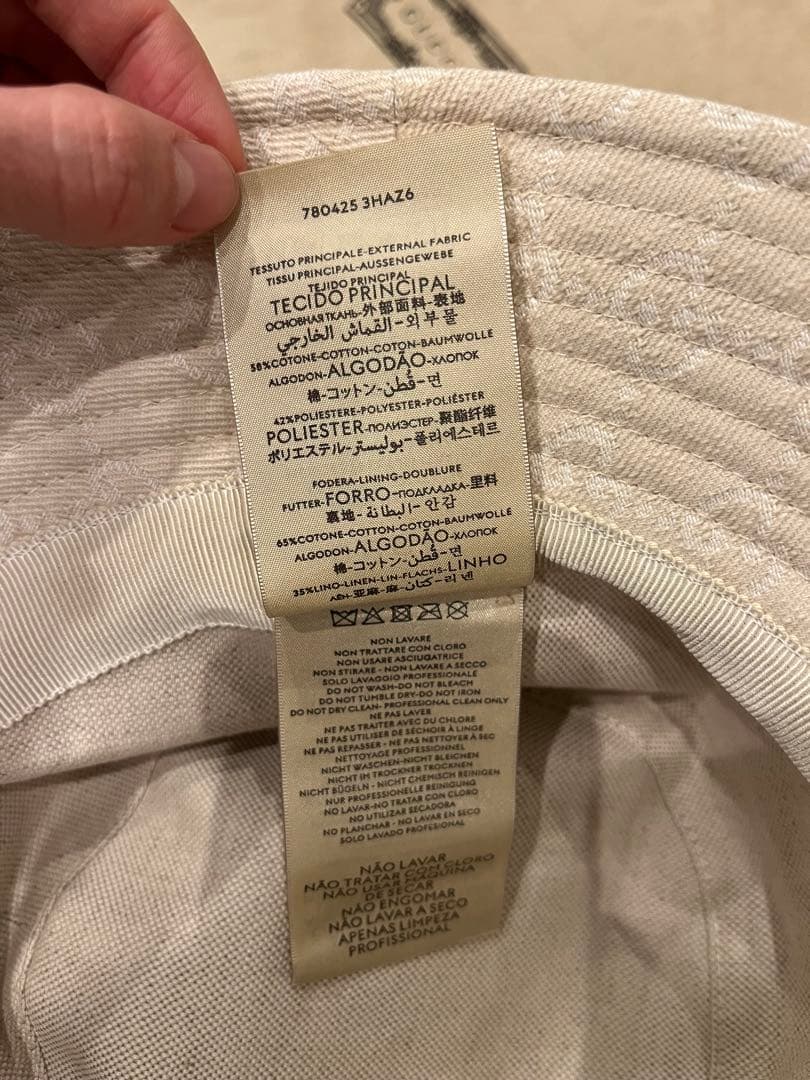 780425 3HAZ6
TESSUTO PRINCIPALE-EXTERNAL FABRIC
TISSU PRINCIPAL-AUSSENGEWEBE
TEJIDO PRINCIPAL
TECIDO PRINCIPAL
ОСНОВНАЯ ТКАНЬ-外部面料-表地
القماش الخارجي-외부물
58%COTONE-COTTON-COTON-BAUMWOLLE
ALGODON-ALGODÃO-ХЛОПОК
棉-コットン-قُطن-면
42%POLIESTERE-POLYESTER-POLIÉSTER
POLIESTER-ПОЛИЭСТЕР-聚酯纤维
ポリエステル-بوليستر-폴리에스테르
FODERA-LINING-DOUBLURE
FUTTER-FORRO-ПОДКЛАДКА-里料
裏地-البطانة-안감
65%COTONE-COTTON-COTON-BAUMWOLLE
ALGODON-ALGODÃO-ХЛОПОК
棉-コットン-قُطن-면
35%LINO-LINEN-LIN-FLACHS-LINHO
亚麻-麻-كتان-리넨
NON LAVARE
NON TRATTARE CON CLORO
NON USARE ASCIUGATRICE
NON STIRARE - NON LAVARE A SECCO
SOLO LAVAGGIO PROFESSIONALE
DO NOT WASH-DO NOT BLEACH
DO NOT TUMBLE DRY-DO NOT IRON
DO NOT DRY CLEAN- PROFESSIONAL CLEAN ONLY
NE PAS LAVER
NE PAS TRAITER AVEC DU CHLORE
NE PAS UTILISER DE SÉCHOIR À LINGE
NE PAS REPASSER - NE PAS NETTOYER À SEC
NETTOYAGE PROFESSIONNEL
NICHT WASCHEN-NICHT BLEICHEN
NICHT IM TROCKNER TROCKNEN
NICHT BÜGELN - NICHT CHEMISCH REINIGEN
NUR PROFESSIONELLE REINIGUNG
NO LAVAR-NO TRATAR CON CLORO
NO UTILIZAR SECADORA
NO PLANCHAR - NO LAVAR EN SECO
SOLO LAVADO PROFESIONAL
NÃO LAVAR
NÃO TRATAR COM CLORO
NÃO USAR MÁQUINA
DE SECAR
NÃO ENGOMAR
NÃO LAVAR A SECO
APENAS LIMPEZA
PROFISSIONAL